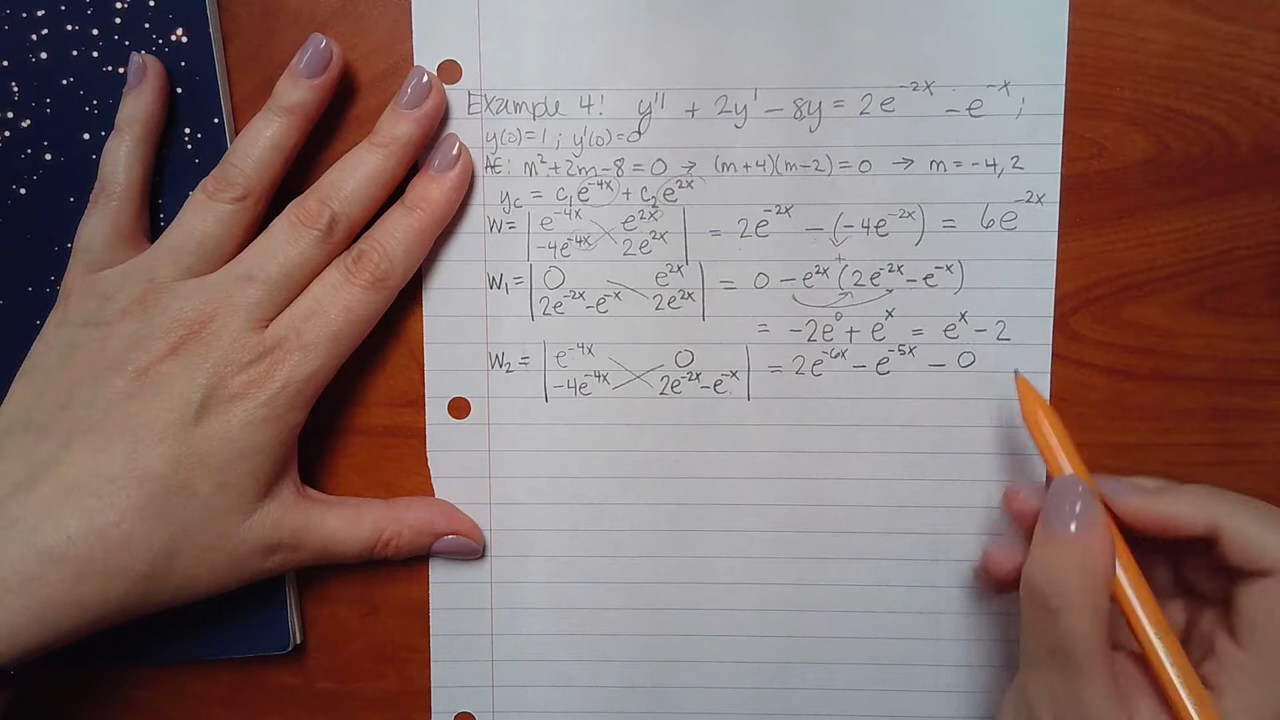 Example 4: y'' + 2y' - 8y = 2e^{-2x} - e^{-x} ;
y(0)=1 ; y'(0)=0
AE: m² + 2m - 8 = 0 → (m+4)(m-2) = 0 → m = -4, 2
y_c = c₁e^{-4x} + c₂e^{2x}
W = | e^{-4x} e^{2x} | = 2e^{-2x} - (-4e^{-2x}) = 6e^{-2x}
| -4e^{-4x} 2e^{2x} | +
W₁ = | 0 e^{2x} | = 0 - e^{2x}(2e^{-2x} - e^{-x})
| 2e^{-2x} - e^{-x} 2e^{2x} |
= -2e^0 + e^x = e^x - 2
W₂ = | e^{-4x} 0 | = 2e^{-6x} - e^{-5x} - 0
| -4e^{-4x} 2e^{-2x} - e^{-x} |